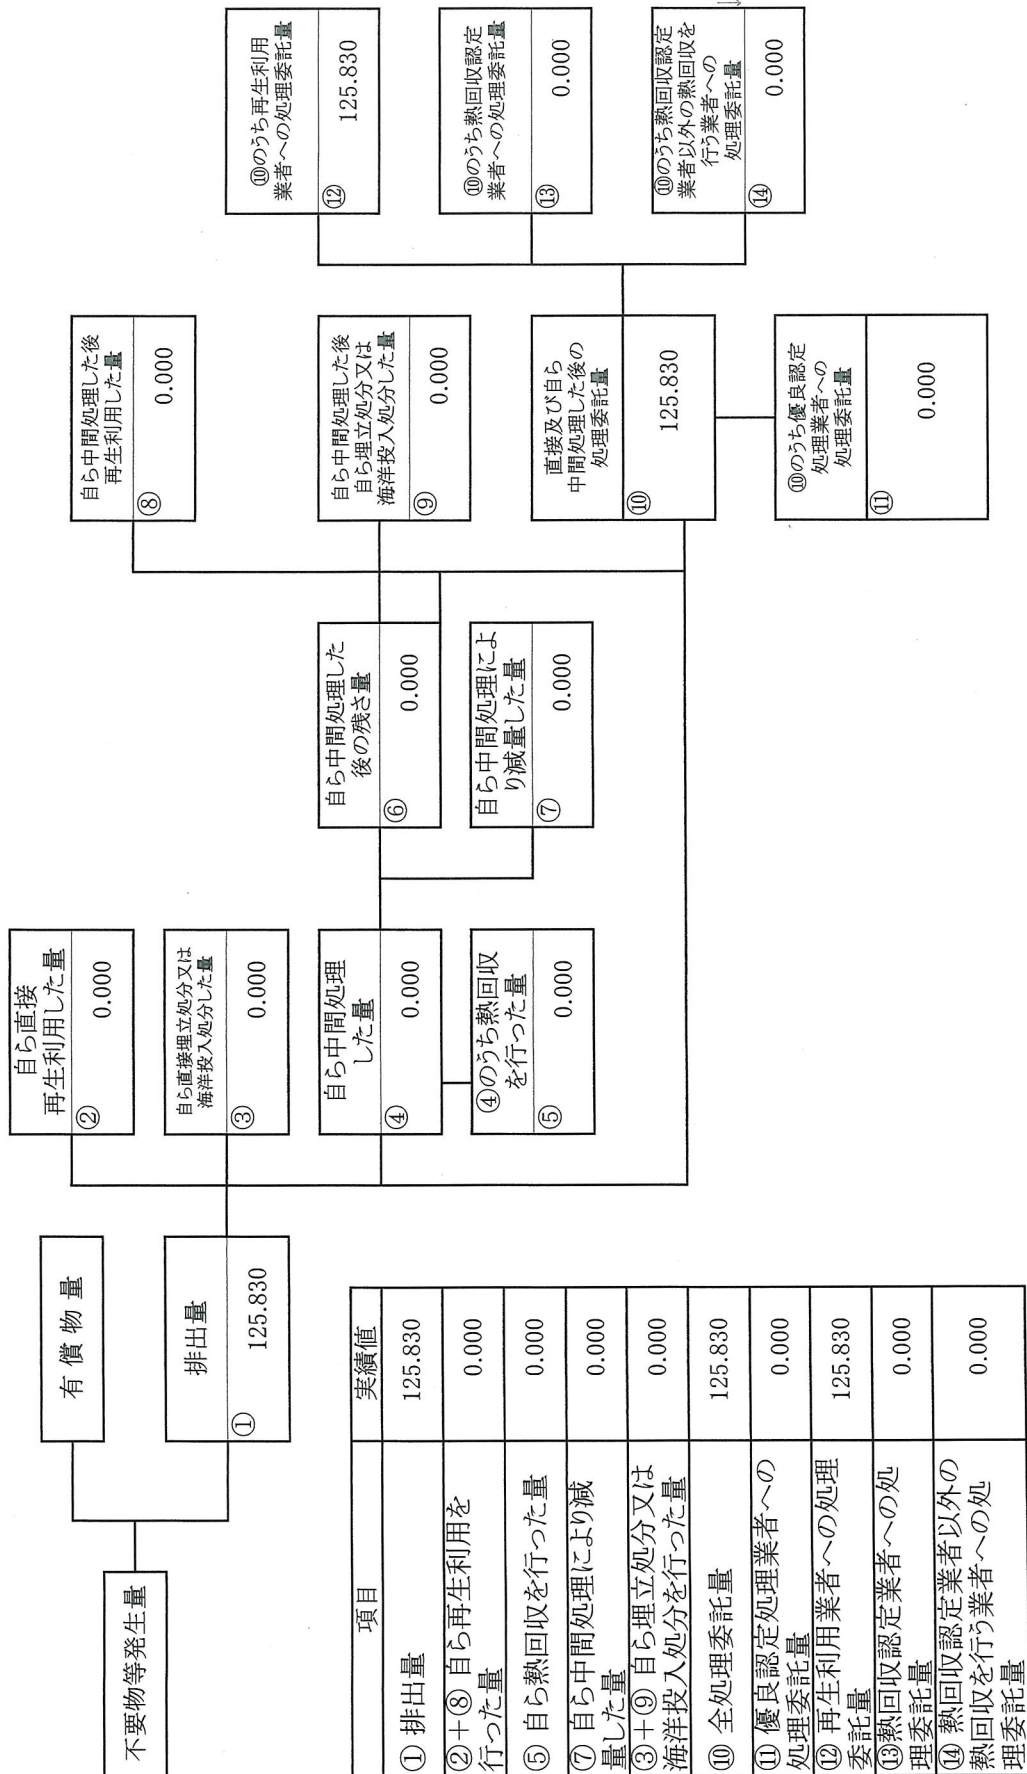 不要物等発生量
有償物量
排出量
①
125.830
自ら直接
再生利用した量
②
0.000
自ら直接埋立処分又は
海洋投入処分した量
③
0.000
自ら中間処理
した量
④
0.000
④のうち熱回収
を行った量
⑤
0.000
自ら中間処理した
後の残さ量
⑥
0.000
自ら中間処理によ
り減量した量
⑦
0.000
自ら中間処理した後
再生利用した量
⑧
0.000
自ら中間処理した後
自ら埋立処分又は
海洋投入処分した量
⑨
0.000
直接及び自ら
中間処理した後の
処理委託量
⑩
125.830
⑩のうち優良認定
処理業者への
処理委託量
⑪
0.000
⑩のうち再生利用
業者への処理委託量
⑫
125.830
⑩のうち熱回収認定
業者への処理委託量
⑬
0.000
⑩のうち熱回収認定
業者以外の熱回収を
行う業者への
処理委託量
⑭
0.000
項目 実績値
①排出量 125.830
②+⑧ 自ら再生利用を
行った量 0.000
⑤ 自ら熱回収を行った量 0.000
⑦ 自ら中間処理により減
量した量 0.000
③+⑨ 自ら埋立処分又は
海洋投入処分を行った量 0.000
⑩ 全処理委託量 125.830
⑪ 優良認定処理業者への
処理委託量 0.000
⑫ 再生利用業者への処理
委託量 125.830
⑬熱回収認定業者への処
理委託量 0.000
⑭ 熱回収認定業者以外の
熱回収を行う業者への処
理委託量 0.000